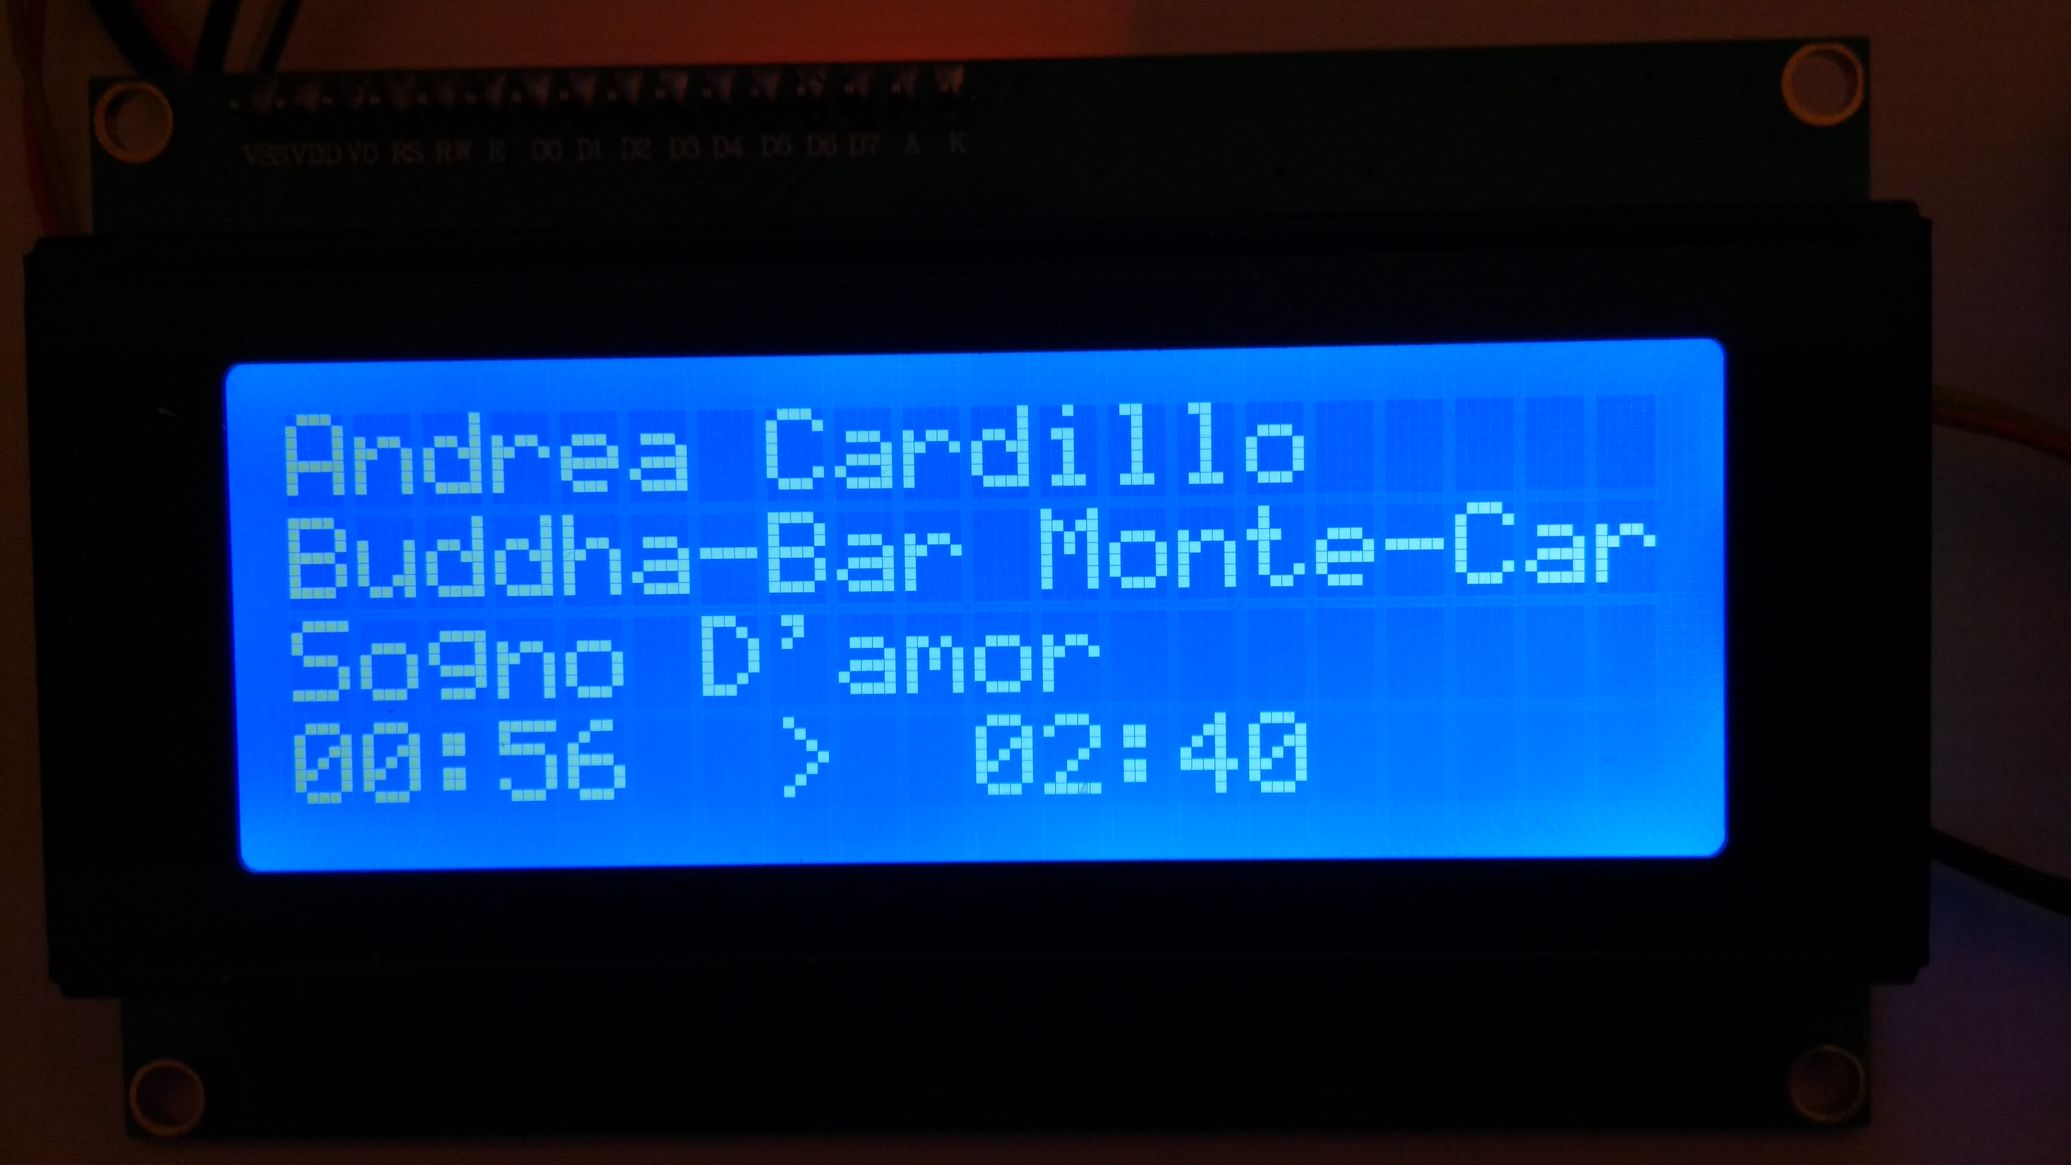 VSS VDD V0 RS RW E D0 D1 D2 D3 D4 D5 D6 D7 A K
Andrea Cardillo
Buddha-Bar Monte-Car
Sogno D'amor
00:56 > 02:40